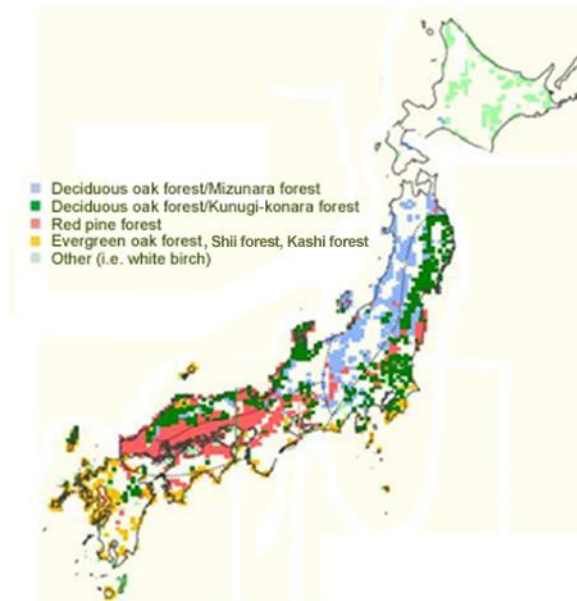 Deciduous oak forest/Mizunara forest
Deciduous oak forest/Kunugi-konara forest
Red pine forest
Evergreen oak forest, Shii forest, Kashi forest
Other (i.e. white birch)